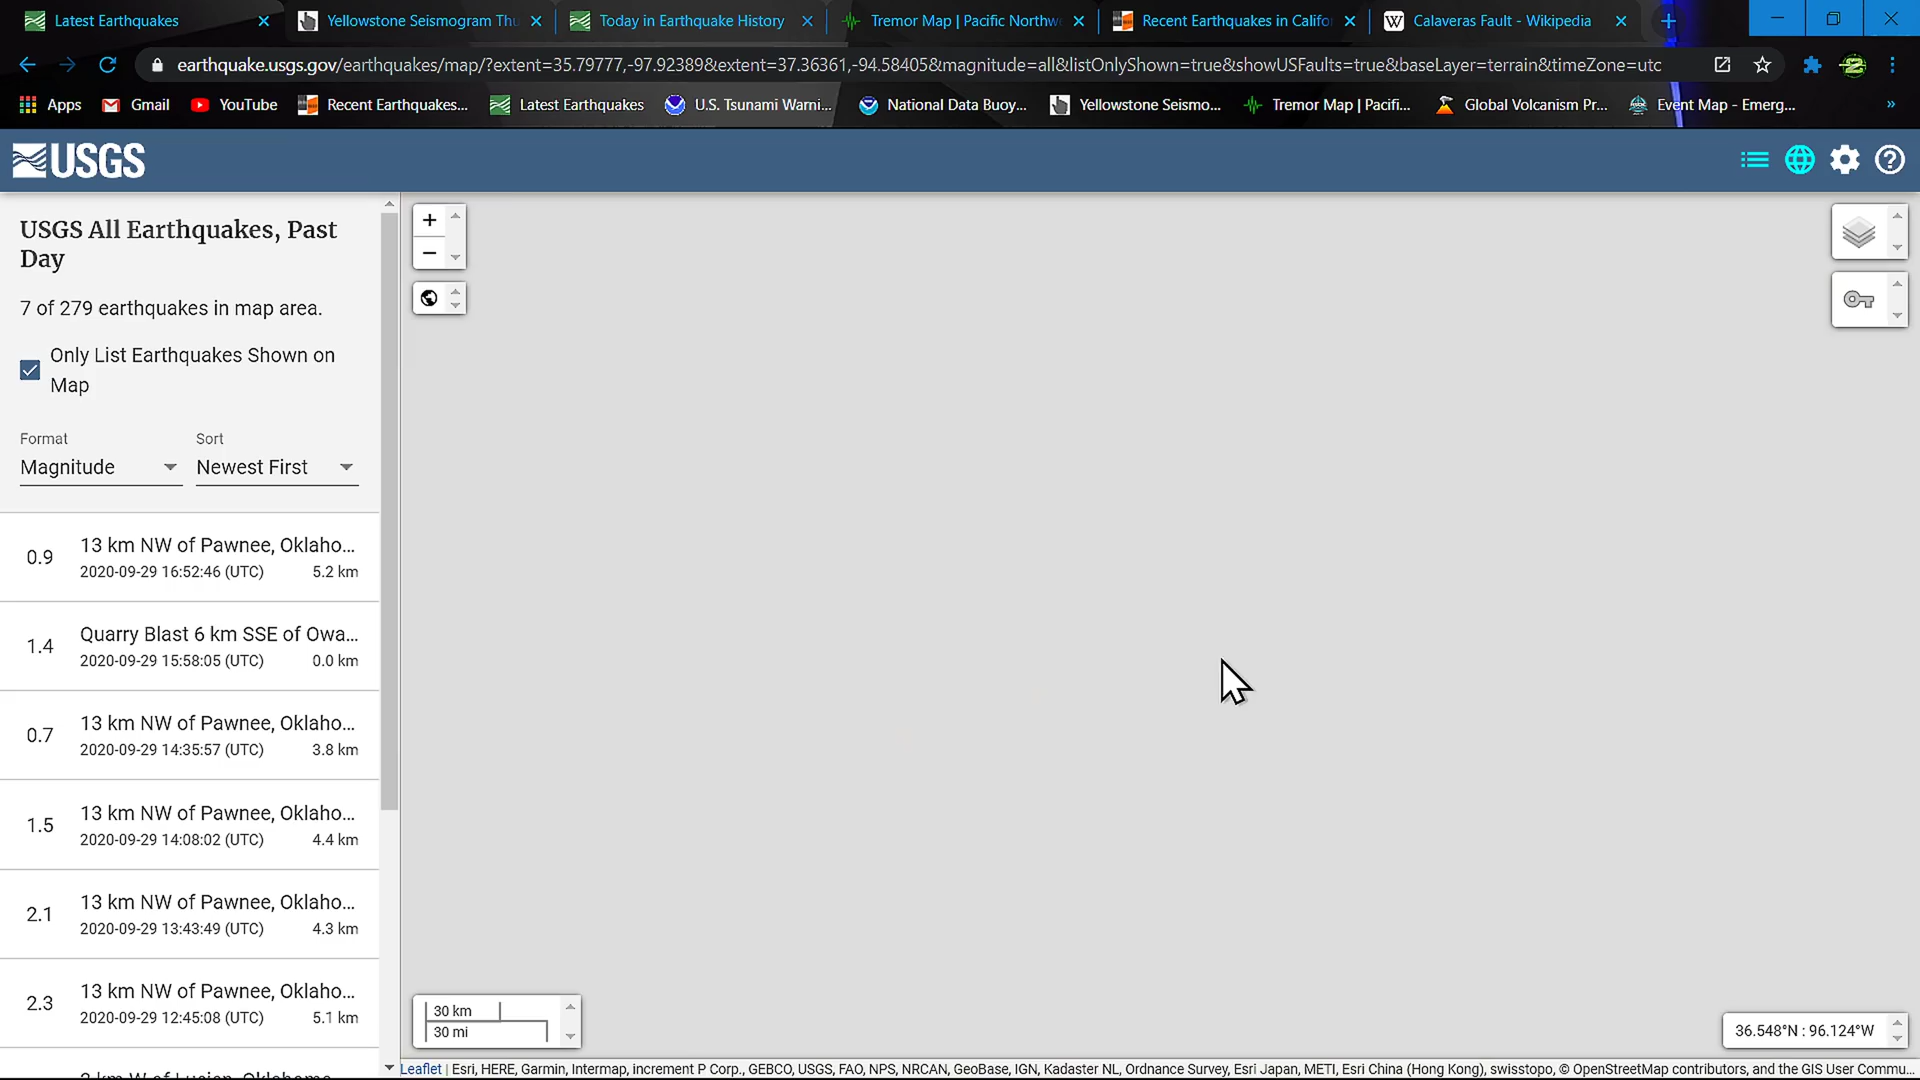 Latest Earthquakes
Yellowstone Seismogram Thu
Today in Earthquake History
Tremor Map | Pacific Northw
Recent Earthquakes in Califo
W Calaveras Fault - Wikipedia
earthquake.usgs.gov/earthquakes/map/?extent=35.79777,-97.92389&extent=37.36361,-94.58405&magnitude=all&listOnlyShown=true&showUSFaults=true&baseLayer=terrain&timeZone=utc
Apps
Gmail
YouTube
Recent Earthquakes...
Latest Earthquakes
U.S. Tsunami Warni...
National Data Buoy...
Yellowstone Seismo...
Tremor Map | Pacifi...
Global Volcanism Pr...
Event Map - Emerg...
USGS
USGS All Earthquakes, Past
Day
7 of 279 earthquakes in map area.
Only List Earthquakes Shown on
Map
Format
Sort
Magnitude
Newest First
0.9
13 km NW of Pawnee, Oklaho...
2020-09-29 16:52:46 (UTC) 5.2 km
1.4
Quarry Blast 6 km SSE of Owa...
2020-09-29 15:58:05 (UTC) 0.0 km
0.7
13 km NW of Pawnee, Oklaho...
2020-09-29 14:35:57 (UTC) 3.8 km
1.5
13 km NW of Pawnee, Oklaho...
2020-09-29 14:08:02 (UTC) 4.4 km
2.1
13 km NW of Pawnee, Oklaho...
2020-09-29 13:43:49 (UTC) 4.3 km
2.3
13 km NW of Pawnee, Oklaho...
2020-09-29 12:45:08 (UTC) 5.1 km
2 km W of Lucien, Oklahoma
30 km
30 mi
36.548°N : 96.124°W
Leaflet | Esri, HERE, Garmin, Intermap, increment P Corp., GEBCO, USGS, FAO, NPS, NRCAN, GeoBase, IGN, Kadaster NL, Ordnance Survey, Esri Japan, METI, Esri China (Hong Kong), swisstopo, © OpenStreetMap contributors, and the GIS User Commu...